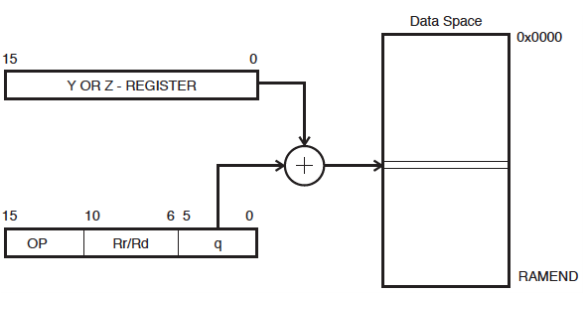 Data Space
0x0000
15 0
Y OR Z - REGISTER
15 10 6 5 0
OP Rr/Rd q
RAMEND